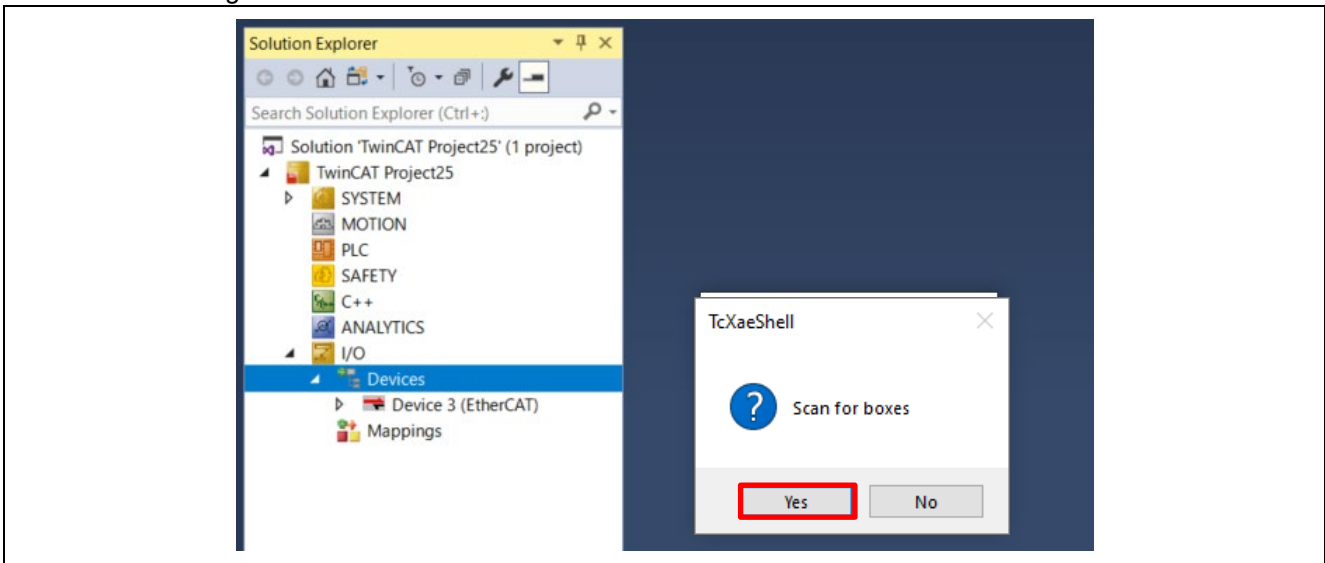 Solution Explorer
Search Solution Explorer (Ctrl+:)
Solution 'TwinCAT Project25' (1 project)
TwinCAT Project25
SYSTEM
MOTION
PLC
SAFETY
C++
ANALYTICS
I/O
Devices
Device 3 (EtherCAT)
Mappings
TcXaeShell
Scan for boxes
Yes No